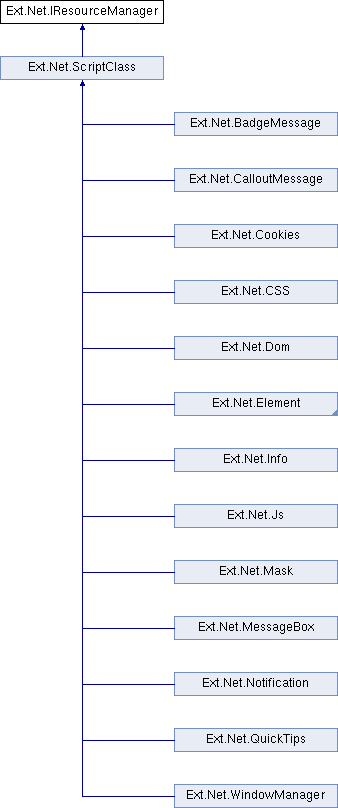 Ext.Net.IResourceManager
Ext.Net.ScriptClass
Ext.Net.BadgeMessage
Ext.Net.CalloutMessage
Ext.Net.Cookies
Ext.Net.CSS
Ext.Net.Dom
Ext.Net.Element
Ext.Net.Info
Ext.Net.Js
Ext.Net.Mask
Ext.Net.MessageBox
Ext.Net.Notification
Ext.Net.QuickTips
Ext.Net.WindowManager